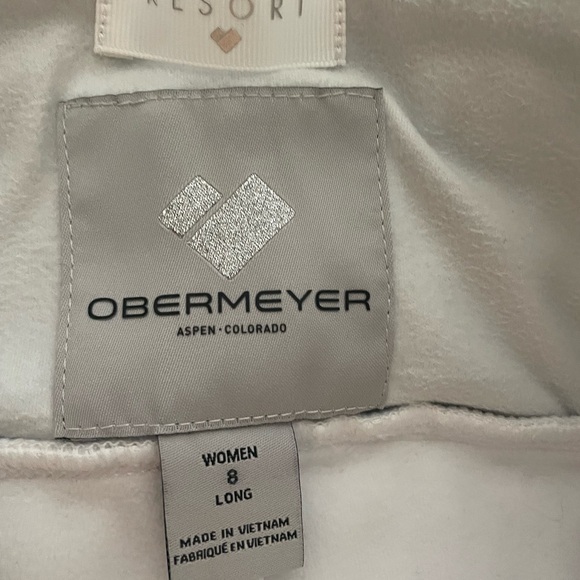 RESORT
OBERMEYER
ASPEN · COLORADO
WOMEN
8
LONG
MADE IN VIETNAM
FABRIQUÉ EN VIETNAM